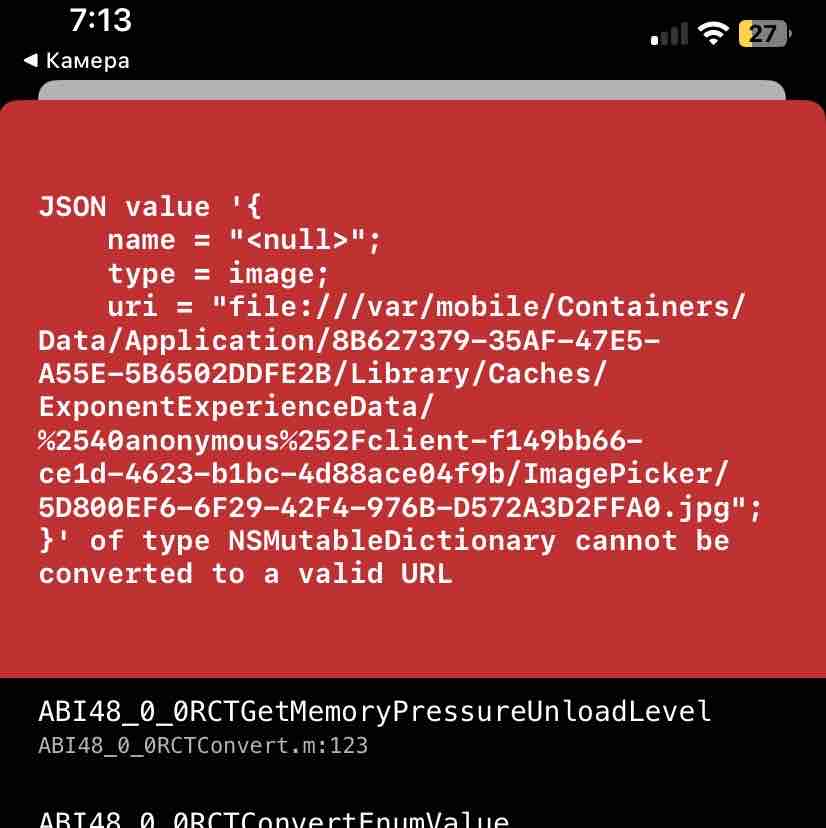 7:13
27
◀ Камера
JSON value '{
    name = "<null>";
    type = image;
    uri = "file:///var/mobile/Containers/
Data/Application/8B627379-35AF-47E5-
A55E-5B6502DDFE2B/Library/Caches/
ExponentExperienceData/
%2540anonymous%252Fclient-f149bb66-
ce1d-4623-b1bc-4d88ace04f9b/ImagePicker/
5D800EF6-6F29-42F4-976B-D572A3D2FFA0.jpg";
}' of type NSMutableDictionary cannot be
converted to a valid URL
ABI48_0_0RCTGetMemoryPressureUnloadLevel
ABI48_0_0RCTConvert.m:123
ABI48_0_0RCTConvertEnumValue